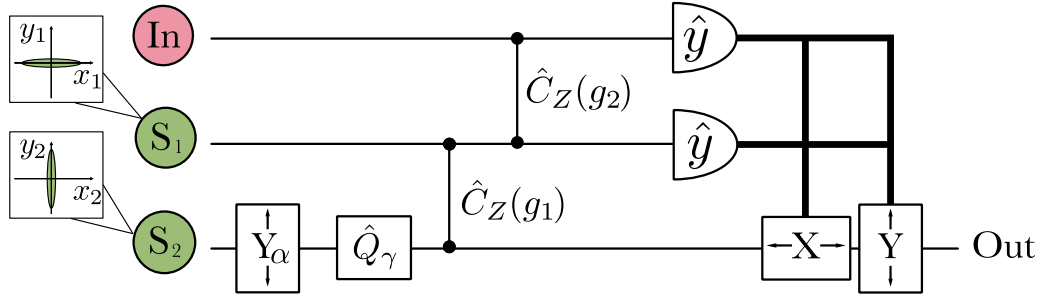 y₁
x₁
In
ŷ
Ĉ_Z(g₂)
S₁
ŷ
y₂
x₂
Ĉ_Z(g₁)
S₂
Y_α
Q̂_γ
X
Y
Out